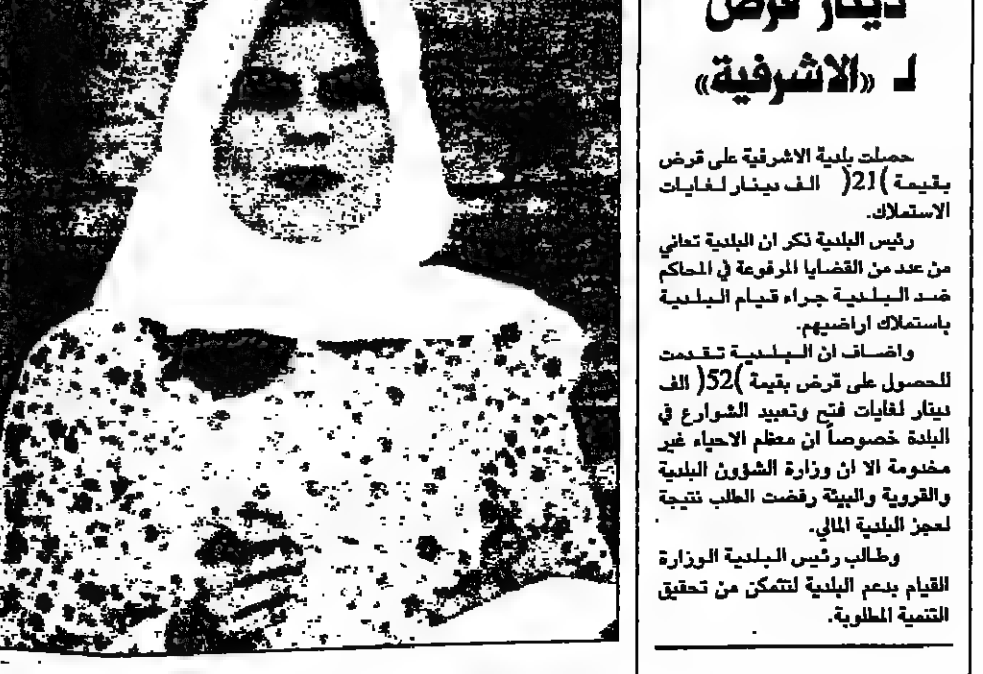 دينار قرض
لـ «الاشرفية»
حصلت بلدية الاشرفية على قرض
بقيمة )21( الف دينار لغايات
الاستملاك.
رئيس البلدية ذكر ان البلدية تعاني
من عدد من القضايا المرفوعة في المحاكم
ضد البلدية جراء قيام البلدية
باستملاك اراضيهم.
واضاف ان البلدية تقدمت
للحصول على قرض بقيمة )52( الف
دينار لغايات فتح وتعبيد الشوارع في
البلدة خصوصاً ان معظم الاحياء غير
مخدومة الا ان وزارة الشؤون البلدية
والقروية والبيئة رفضت الطلب نتيجة
لعجز البلدية المالي.
وطالب رئيس البلدية الوزارة
القيام بدعم البلدية لتتمكن من تحقيق
التنمية المطلوبة.